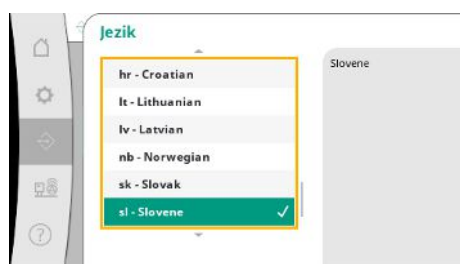 Jezik
hr - Croatian
lt - Lithuanian
lv - Latvian
nb - Norwegian
sk - Slovak
sl - Slovene
Slovene
?